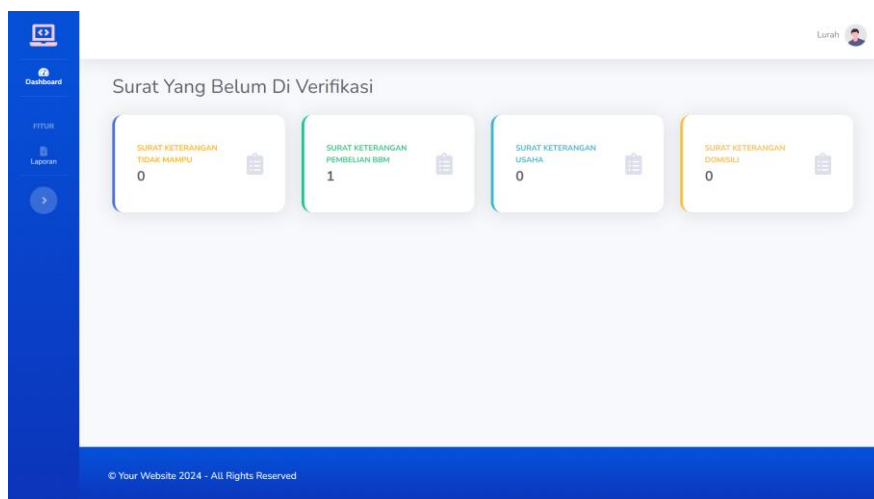 Lurah
Dashboard
FITUR
Laporan
Surat Yang Belum Di Verifikasi
SURAT KETERANGAN
TIDAK MAMPU
0
SURAT KETERANGAN
PEMBELIAN BBM
1
SURAT KETERANGAN
USAHA
0
SURAT KETERANGAN
DOMISILI
0
© Your Website 2024 - All Rights Reserved